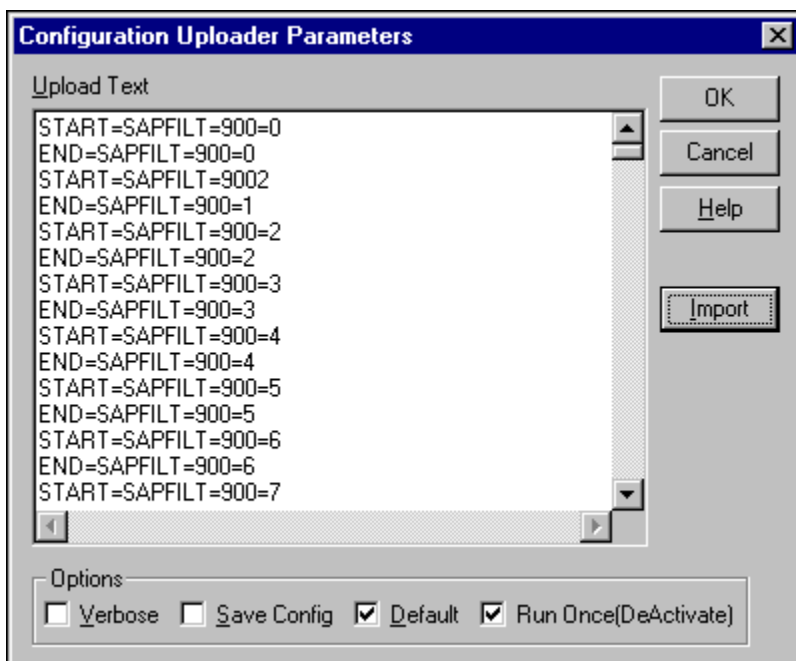 Configuration Uploader Parameters
Upload Text
START=SAPFILT=900=0
END=SAPFILT=900=0
START=SAPFILT=9002
END=SAPFILT=900=1
START=SAPFILT=900=2
END=SAPFILT=900=2
START=SAPFILT=900=3
END=SAPFILT=900=3
START=SAPFILT=900=4
END=SAPFILT=900=4
START=SAPFILT=900=5
END=SAPFILT=900=5
START=SAPFILT=900=6
END=SAPFILT=900=6
START=SAPFILT=900=7
OK
Cancel
Help
Import
Options
Verbose Save Config Default Run Once(DeActivate)